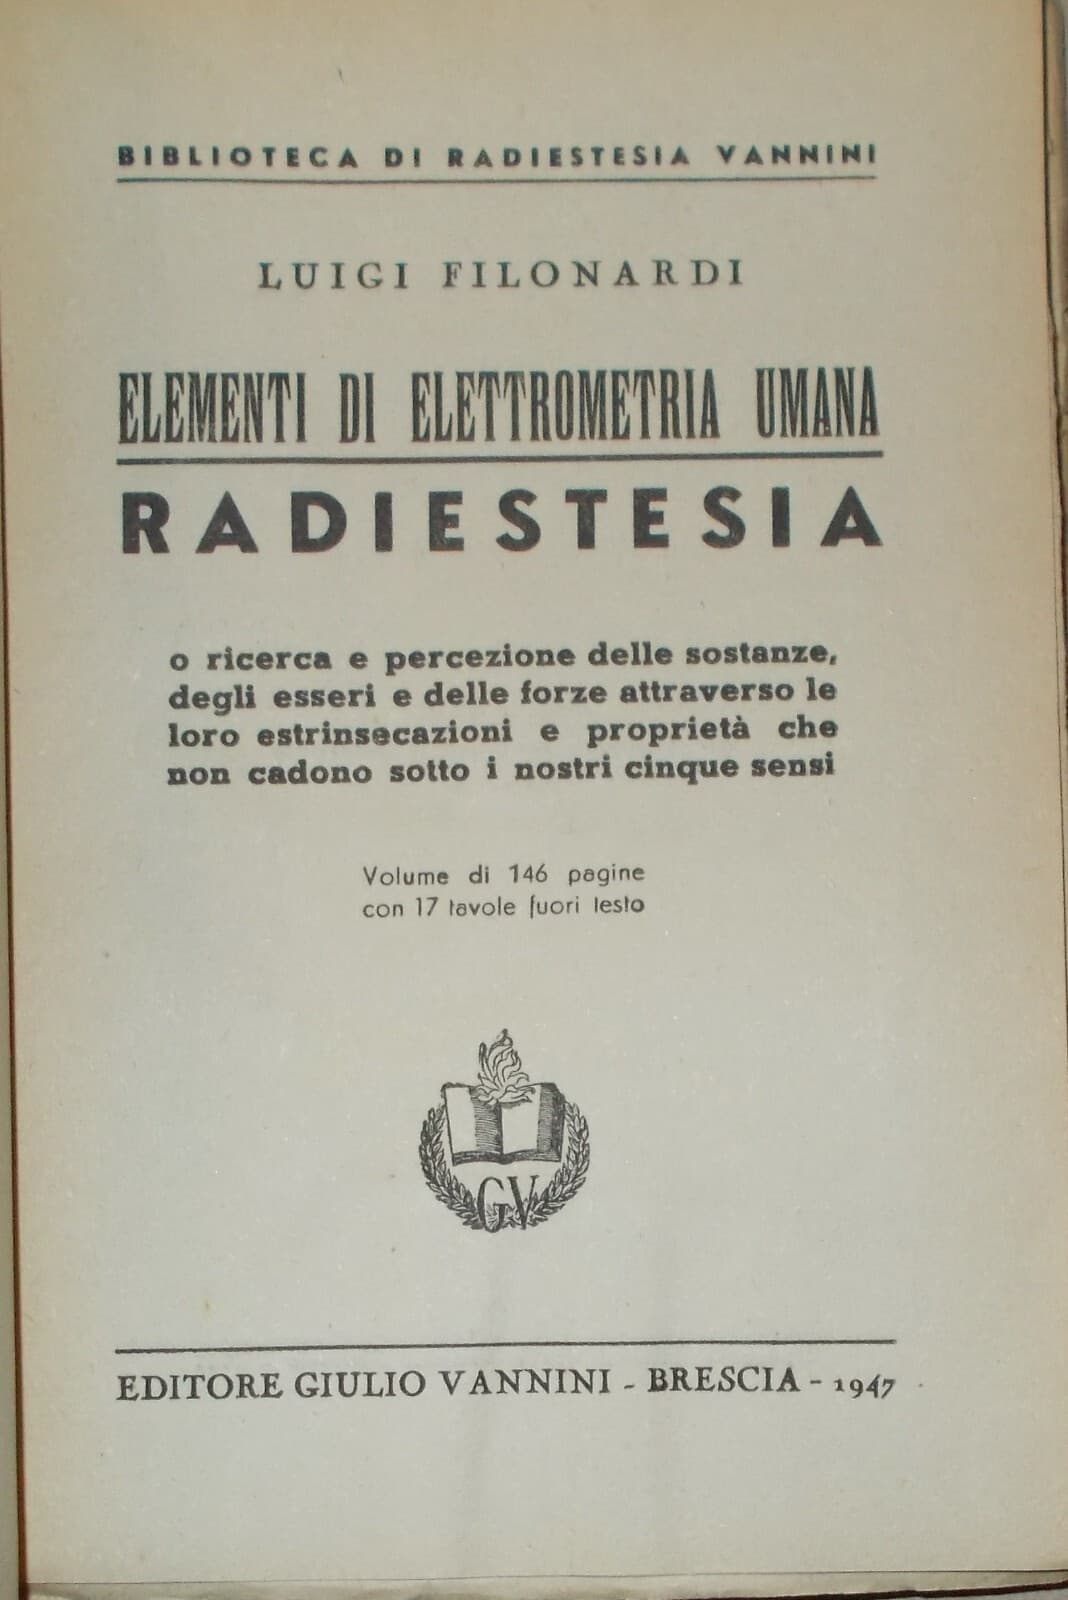 BIBLIOTECA DI RADIESTESIA VANNINI
LUIGI FILONARDI
ELEMENTI DI ELETTROMETRIA UMANA
RADIESTESIA
o ricerca e percezione delle sostanze,
degli esseri e delle forze attraverso le
loro estrinsecazioni e proprietà che
non cadono sotto i nostri cinque sensi
Volume di 146 pagine
con 17 tavole fuori testo
GV
EDITORE GIULIO VANNINI - BRESCIA - 1947